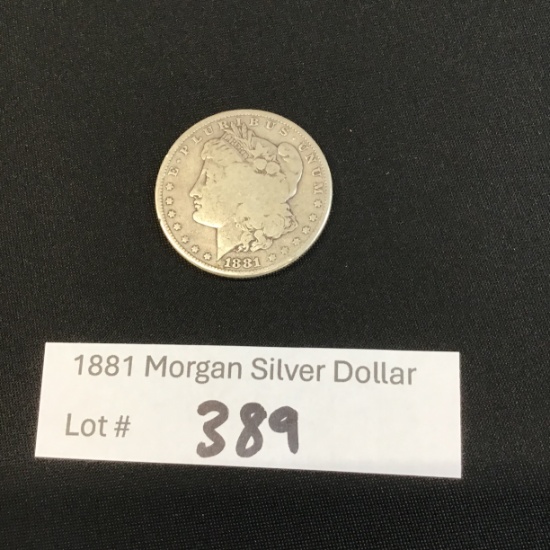 E · PLURIBUS · UNUM
1881
1881 Morgan Silver Dollar
Lot # 389